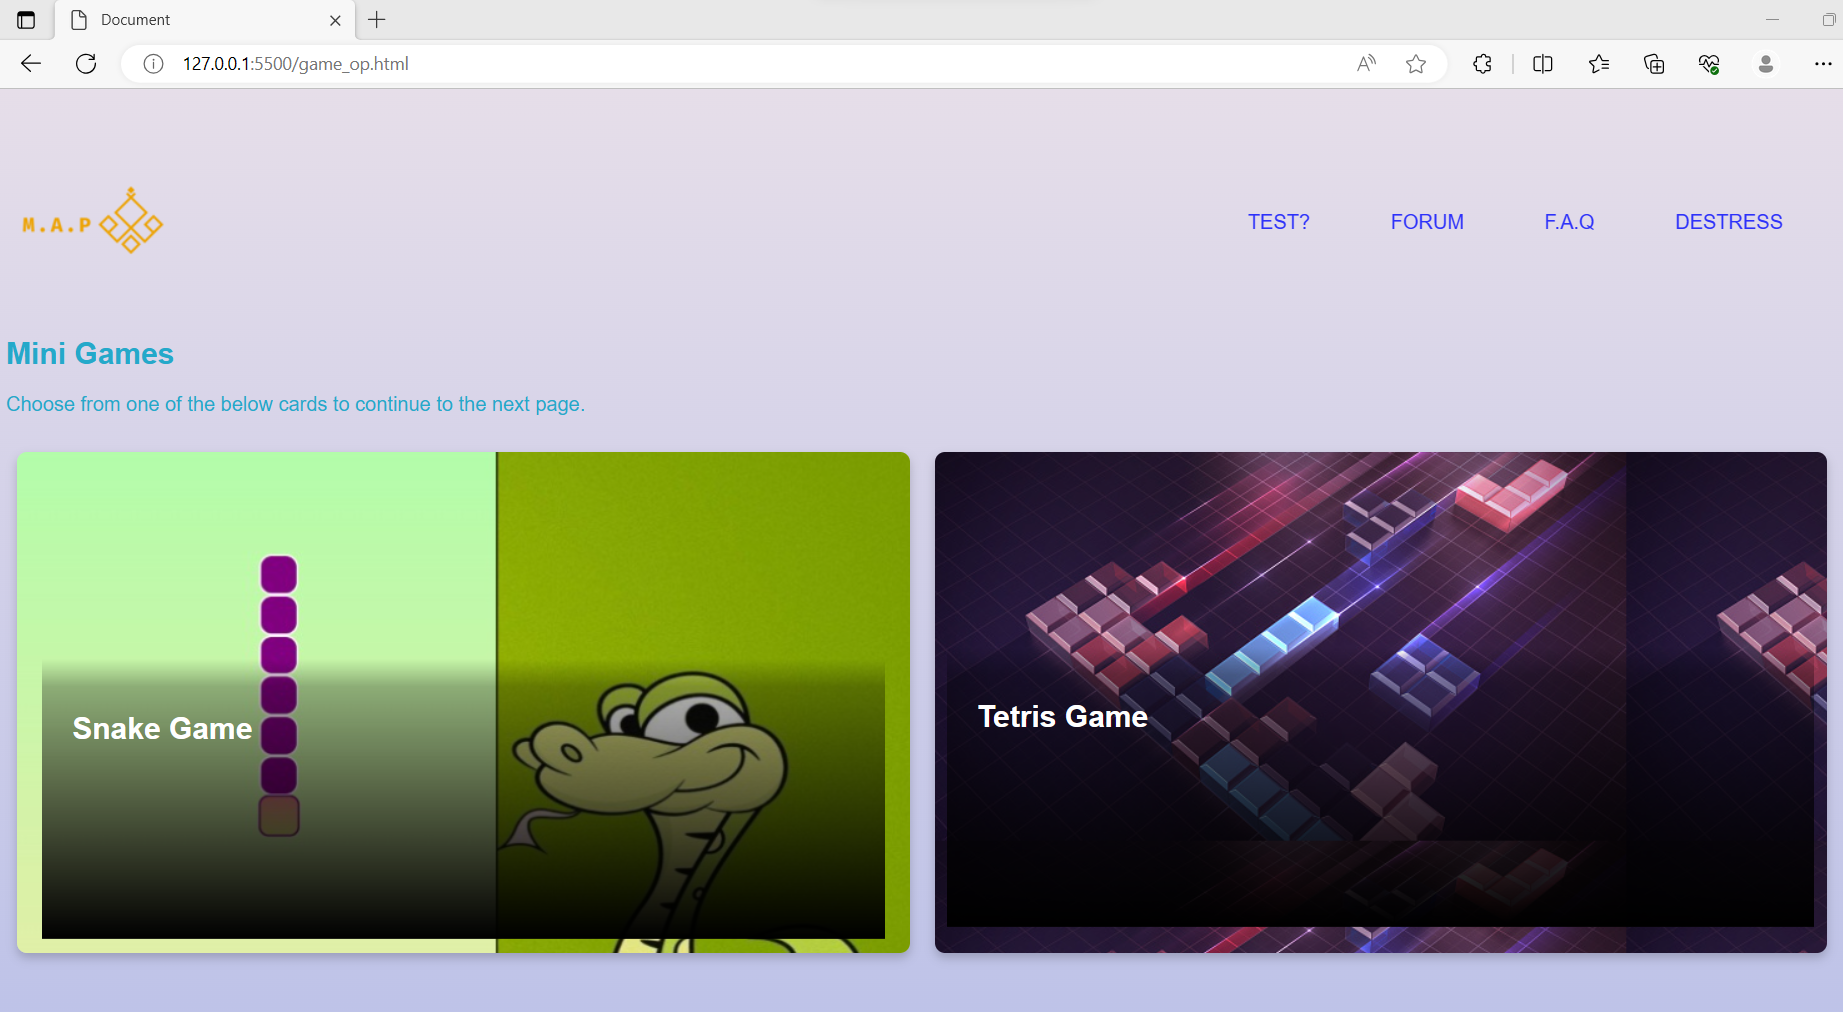 Document
127.0.0.1:5500/game_op.html
M.A.P
TEST? FORUM F.A.Q DESTRESS
Mini Games
Choose from one of the below cards to continue to the next page.
Snake Game
Tetris Game